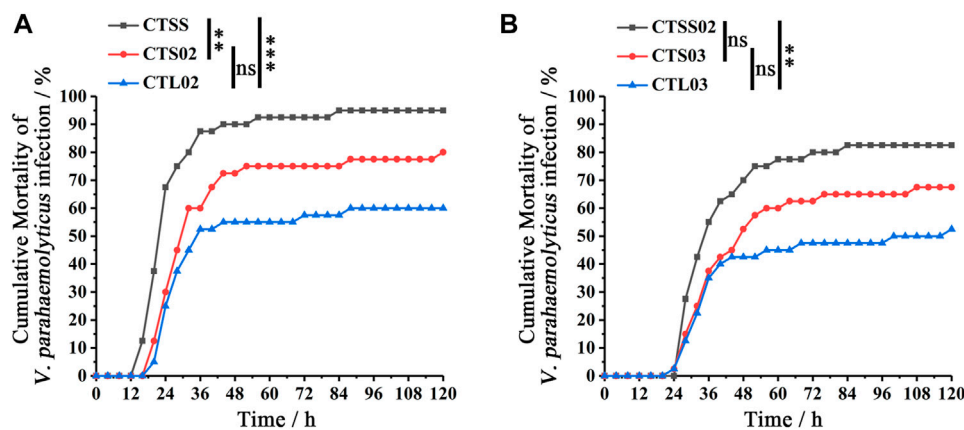 A
CTSS
CTS02
CTL02
**
ns
***
Cumulative Mortality of
V. parahaemolyticus infection / %
100
90
80
70
60
50
40
30
20
10
0
0 12 24 36 48 60 72 84 96 108 120
Time / h
B
CTSS02
CTS03
CTL03
ns
ns
**
Cumulative Mortality of
V. parahaemolyticus infection / %
100
90
80
70
60
50
40
30
20
10
0
0 12 24 36 48 60 72 84 96 108 120
Time / h